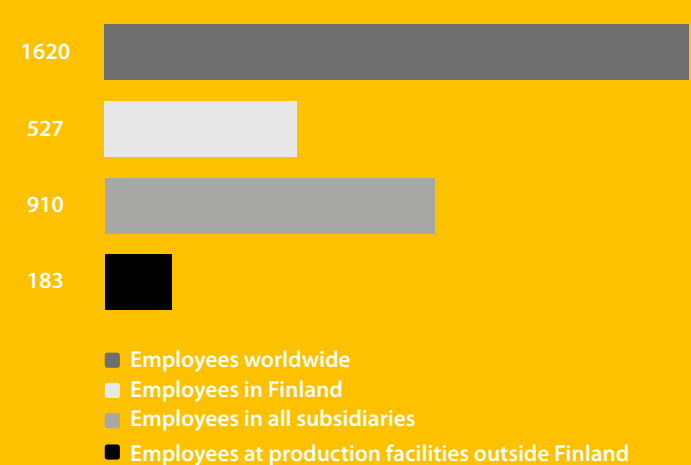 1620
527
910
183
Employees worldwide
Employees in Finland
Employees in all subsidiaries
Employees at production facilities outside Finland